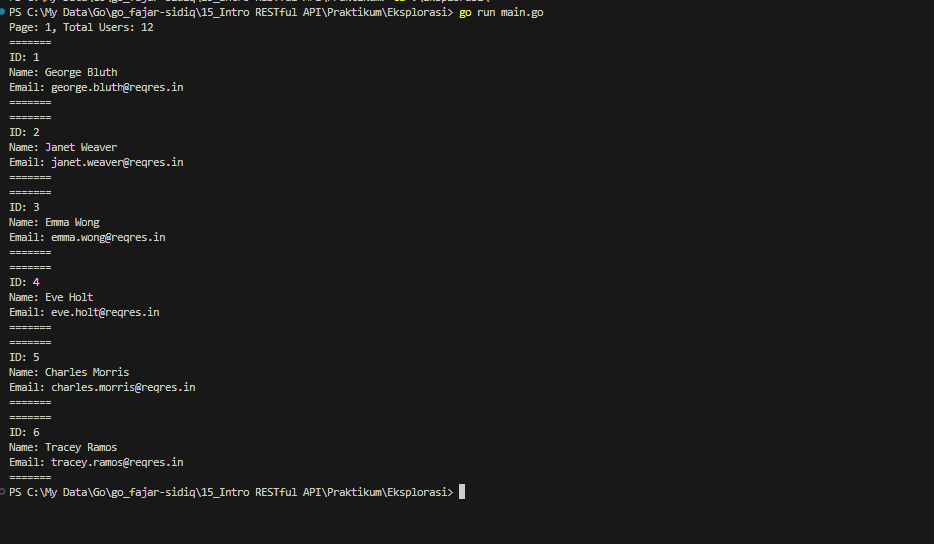 PS C:\My Data\Go\go_fajar-sidiq\15_Intro RESTful API\Praktikum\Eksplorasi> go run main.go
Page: 1, Total Users: 12
=======
ID: 1
Name: George Bluth
Email: george.bluth@reqres.in
=======
=======
ID: 2
Name: Janet Weaver
Email: janet.weaver@reqres.in
=======
=======
ID: 3
Name: Emma Wong
Email: emma.wong@reqres.in
=======
=======
ID: 4
Name: Eve Holt
Email: eve.holt@reqres.in
=======
=======
ID: 5
Name: Charles Morris
Email: charles.morris@reqres.in
=======
=======
ID: 6
Name: Tracey Ramos
Email: tracey.ramos@reqres.in
=======
PS C:\My Data\Go\go_fajar-sidiq\15_Intro RESTful API\Praktikum\Eksplorasi>